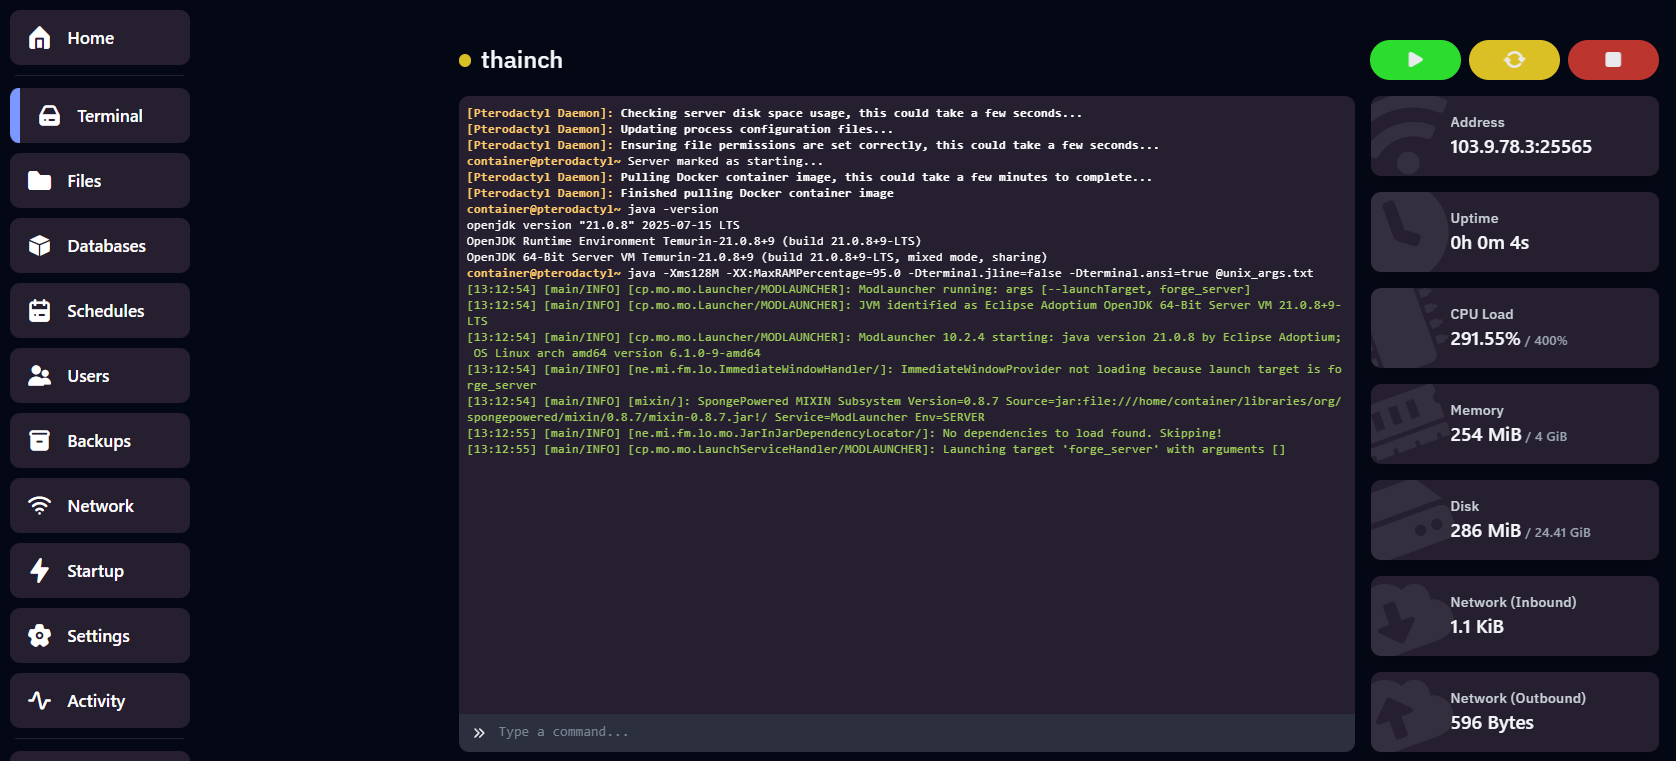 Home
Terminal
Files
Databases
Schedules
Users
Backups
Network
Startup
Settings
Activity
thainch
[Pterodactyl Daemon]: Checking server disk space usage, this could take a few seconds...
[Pterodactyl Daemon]: Updating process configuration files...
[Pterodactyl Daemon]: Ensuring file permissions are set correctly, this could take a few seconds...
container@pterodactyl~ Server marked as starting...
[Pterodactyl Daemon]: Pulling Docker container image, this could take a few minutes to complete...
[Pterodactyl Daemon]: Finished pulling Docker container image
container@pterodactyl~ java -version
openjdk version "21.0.8" 2025-07-15 LTS
OpenJDK Runtime Environment Temurin-21.0.8+9 (build 21.0.8+9-LTS)
OpenJDK 64-Bit Server VM Temurin-21.0.8+9 (build 21.0.8+9-LTS, mixed mode, sharing)
container@pterodactyl~ java -Xms128M -XX:MaxRAMPercentage=95.0 -Dterminal.jline=false -Dterminal.ansi=true @unix_args.txt
[13:12:54] [main/INFO] [cp.mo.mo.Launcher/MODLAUNCHER]: ModLauncher running: args [--launchTarget, forge_server]
[13:12:54] [main/INFO] [cp.mo.mo.Launcher/MODLAUNCHER]: JVM identified as Eclipse Adoptium OpenJDK 64-Bit Server VM 21.0.8+9-
LTS
[13:12:54] [main/INFO] [cp.mo.mo.Launcher/MODLAUNCHER]: ModLauncher 10.2.4 starting: java version 21.0.8 by Eclipse Adoptium;
OS Linux arch amd64 version 6.1.0-9-amd64
[13:12:54] [main/INFO] [ne.mi.fm.lo.ImmediateWindowHandler/]: ImmediateWindowProvider not loading because launch target is fo
rge_server
[13:12:54] [main/INFO] [mixin/]: SpongePowered MIXIN Subsystem Version=0.8.7 Source=jar:file:///home/container/libraries/org/
spongepowered/mixin/0.8.7/mixin-0.8.7.jar!/ Service=ModLauncher Env=SERVER
[13:12:55] [main/INFO] [ne.mi.fm.lo.mo.JarInJarDependencyLocator/]: No dependencies to load found. Skipping!
[13:12:55] [main/INFO] [cp.mo.mo.LaunchServiceHandler/MODLAUNCHER]: Launching target 'forge_server' with arguments []
Type a command...
Address
103.9.78.3:25565
Uptime
0h 0m 4s
CPU Load
291.55% / 400%
Memory
254 MiB / 4 GiB
Disk
286 MiB / 24.41 GiB
Network (Inbound)
1.1 KiB
Network (Outbound)
596 Bytes